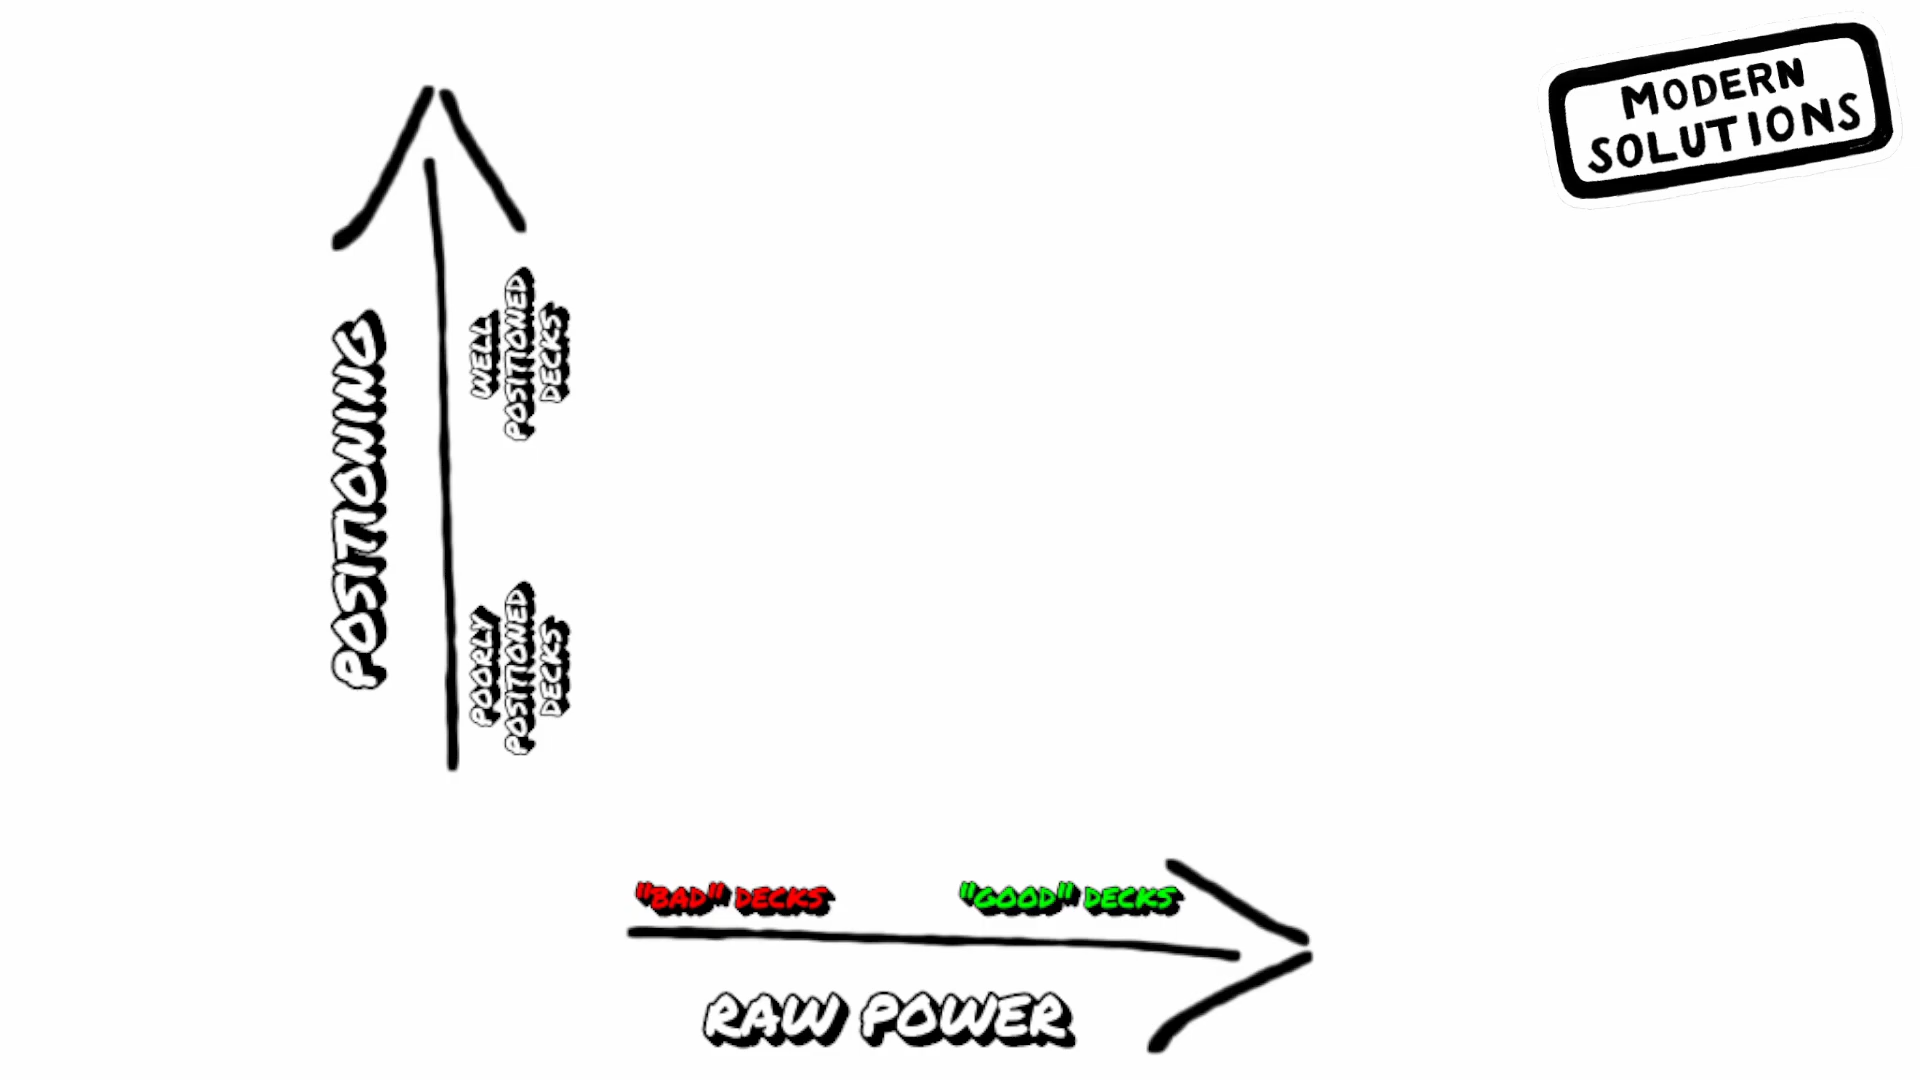 MODERN
SOLUTIONS
POSITIONING
WELL
POSITIONED
DECKS
POORLY
POSITIONED
DECKS
"BAD" DECKS
"GOOD" DECKS
RAW POWER